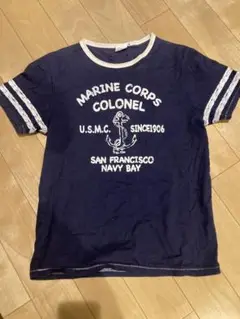 MARINE CORPS
COLONEL
U.S.M.C. SINCE1906
SAN FRANCISCO
NAVY BAY